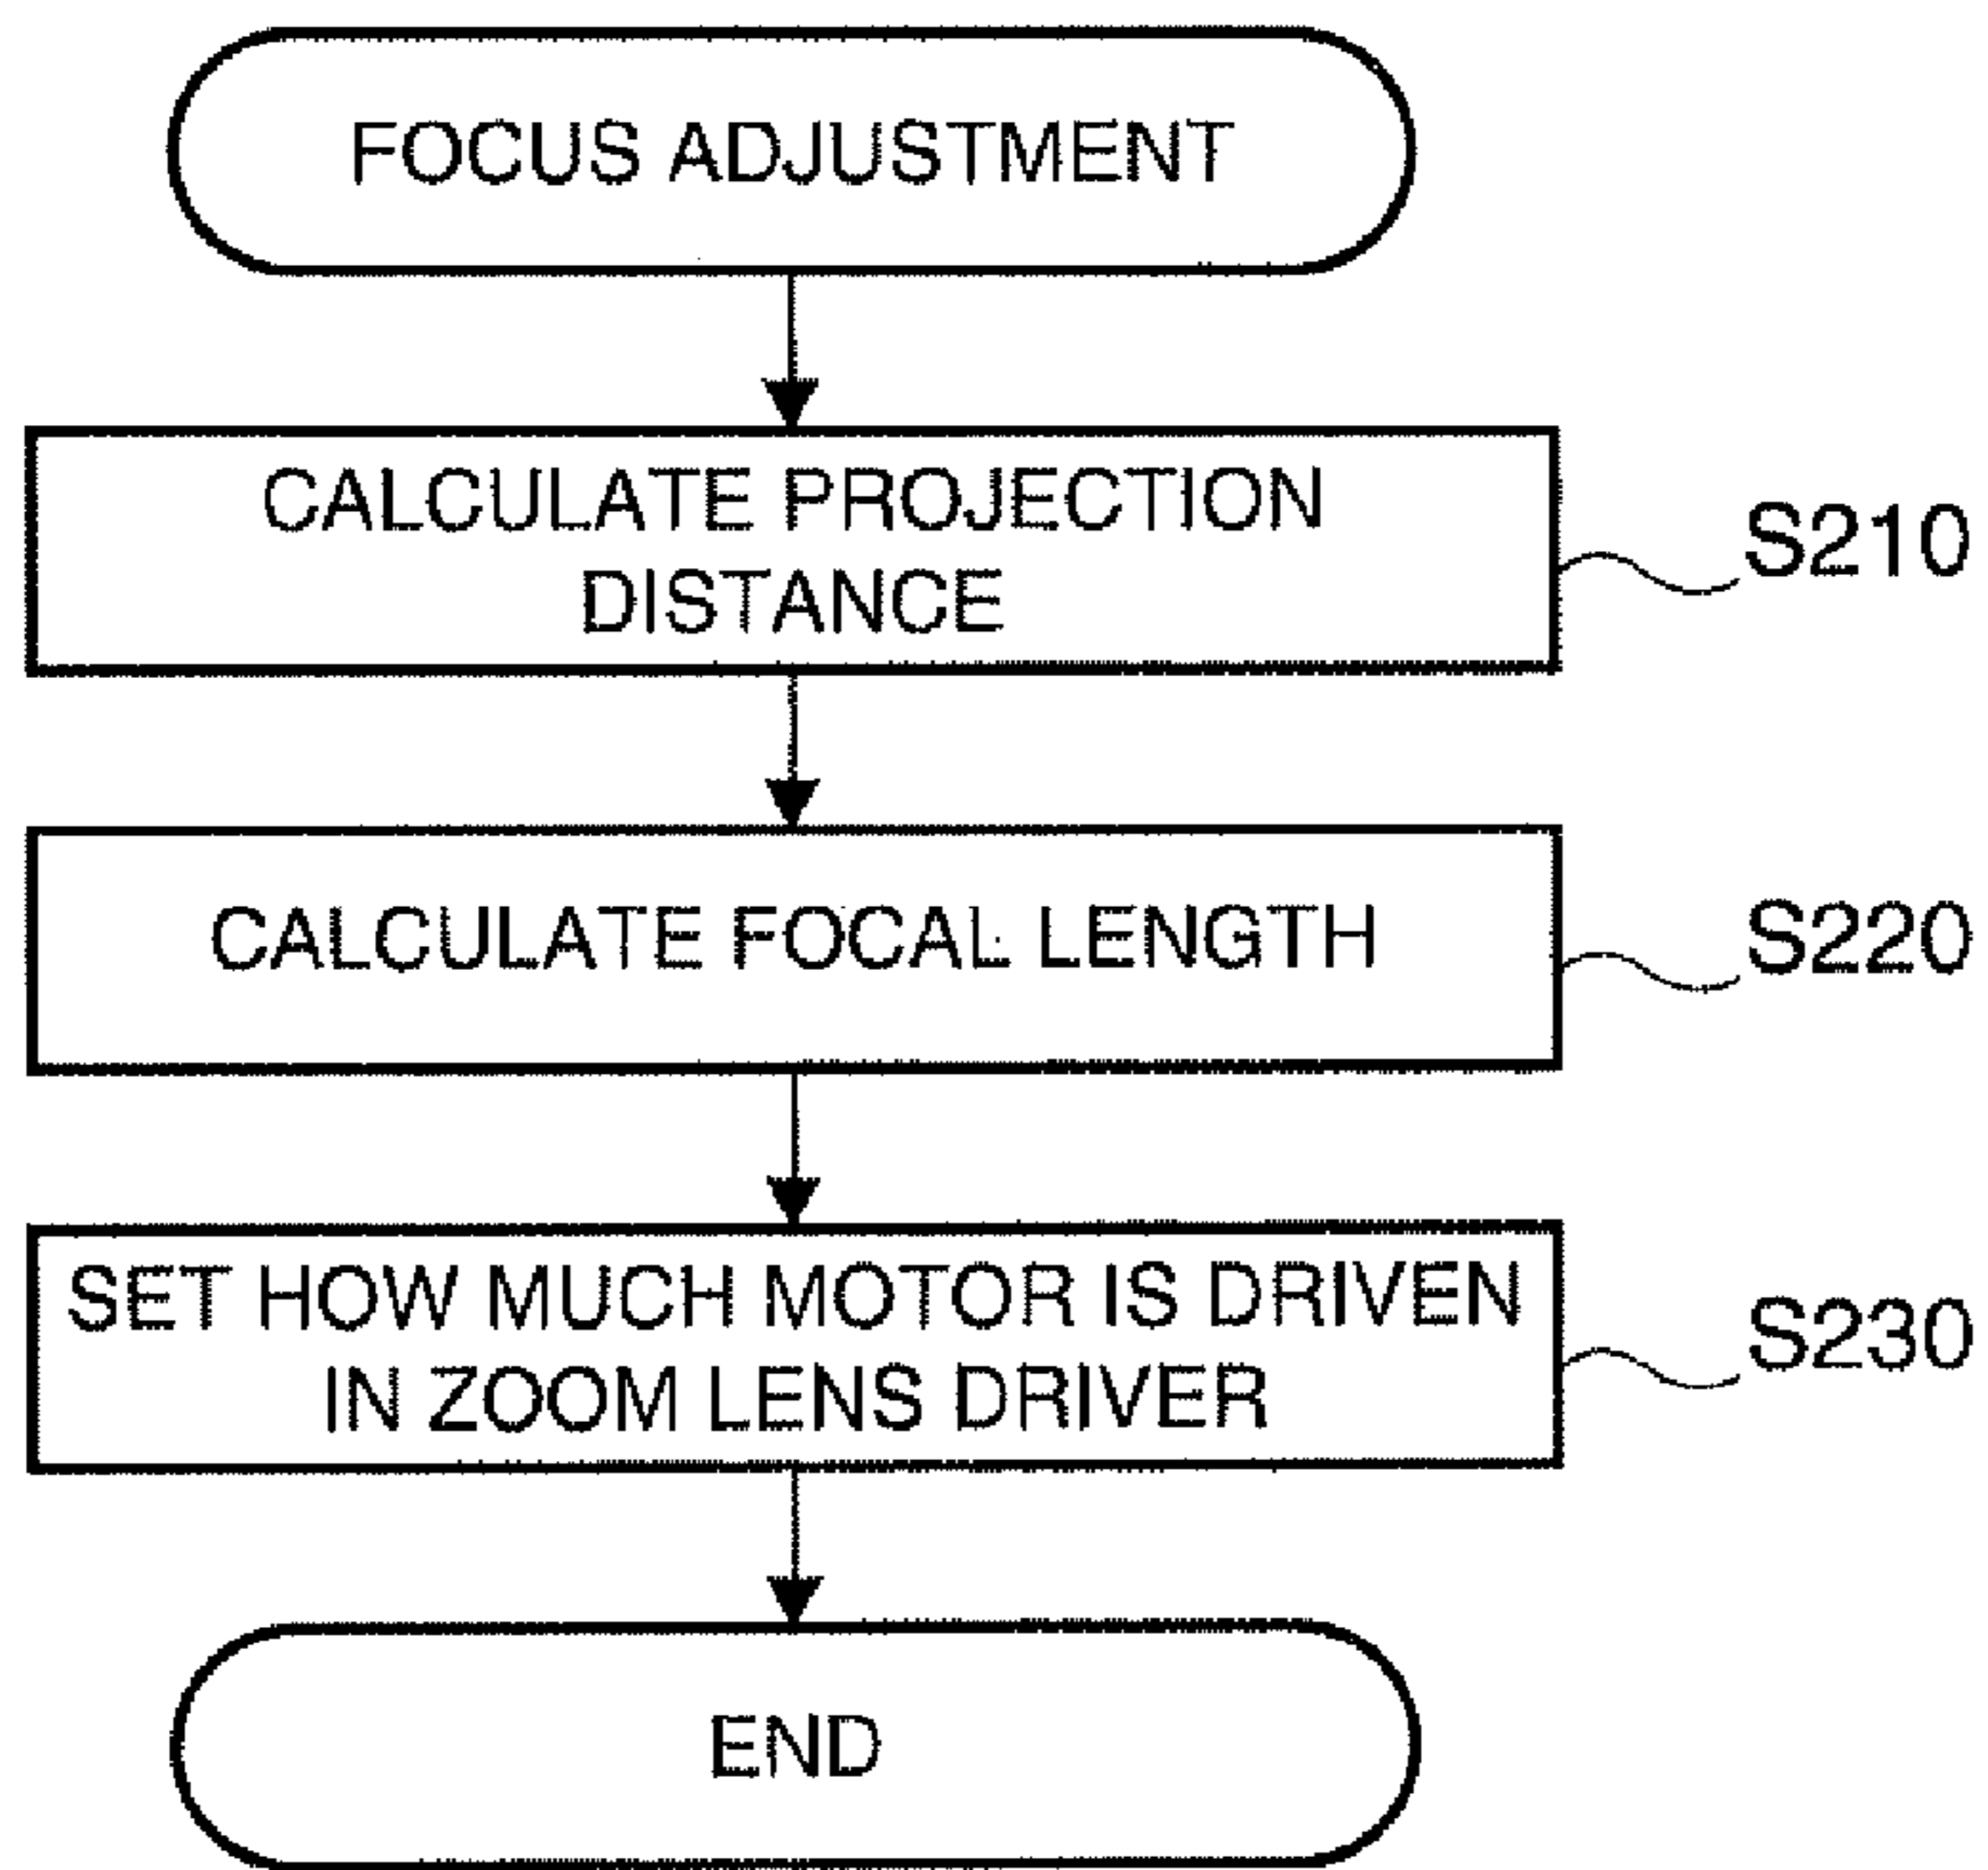 FOCUS ADJUSTMENT
CALCULATE PROJECTION
DISTANCE
S210
CALCULATE FOCAL LENGTH
S220
SET HOW MUCH MOTOR IS DRIVEN
IN ZOOM LENS DRIVER
S230
END